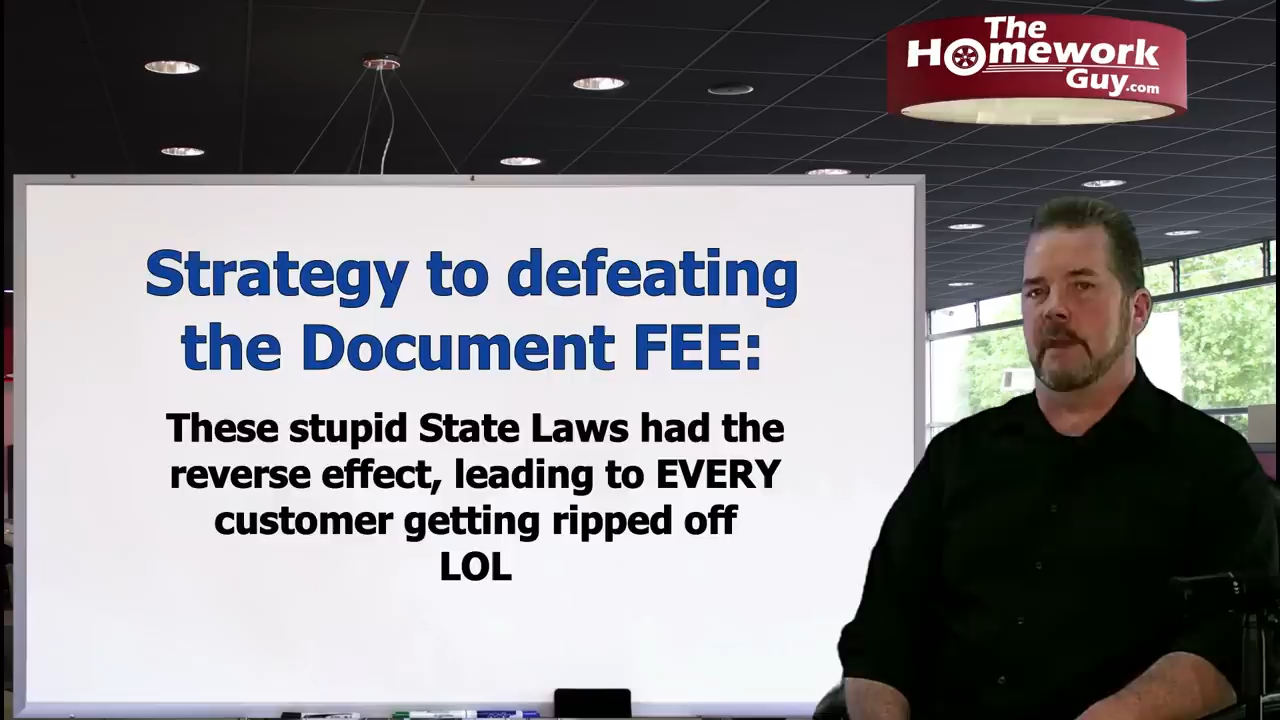 The
Homework
Guy.com
Strategy to defeating
the Document FEE:
These stupid State Laws had the
reverse effect, leading to EVERY
customer getting ripped off
LOL